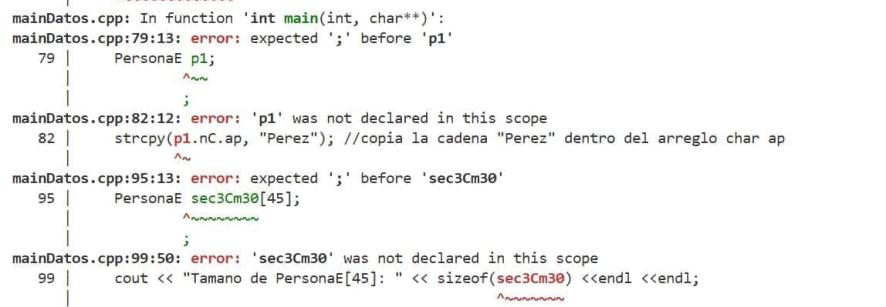 mainDatos.cpp: In function 'int main(int, char**)':
mainDatos.cpp:79:13: error: expected ';' before 'p1'
79 | PersonaE p1;
| ^~~
| ;
mainDatos.cpp:82:12: error: 'p1' was not declared in this scope
82 | strcpy(p1.nC.ap, "Perez"); //copia la cadena "Perez" dentro del arreglo char ap
| ^~
mainDatos.cpp:95:13: error: expected ';' before 'sec3Cm30'
95 | PersonaE sec3Cm30[45];
| ^~~~~~~~~
| ;
mainDatos.cpp:99:50: error: 'sec3Cm30' was not declared in this scope
99 | cout << "Tamano de PersonaE[45]: " << sizeof(sec3Cm30) <<endl <<endl;
| ^~~~~~~~